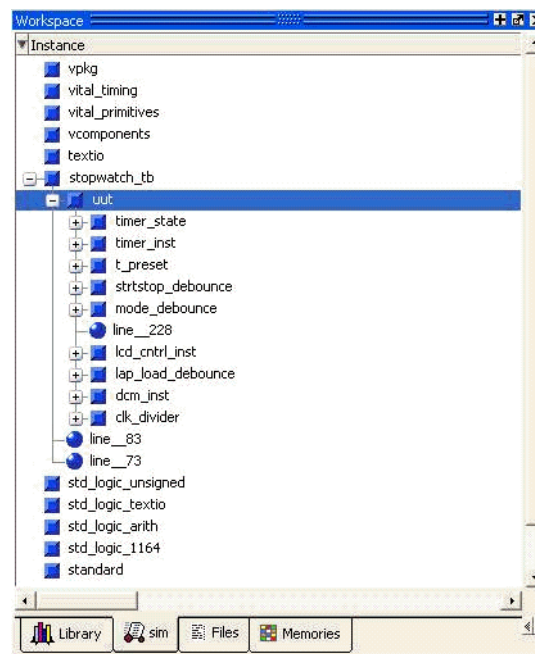 Workspace
Instance
vpkg
vital_timing
vital_primitives
vcomponents
textio
stopwatch_tb
uut
timer_state
timer_inst
t_preset
strtstop_debounce
mode_debounce
line__228
lcd_cntrl_inst
lap_load_debounce
dcm_inst
clk_divider
line__83
line__73
std_logic_unsigned
std_logic_textio
std_logic_arith
std_logic_1164
standard
Library sim Files Memories